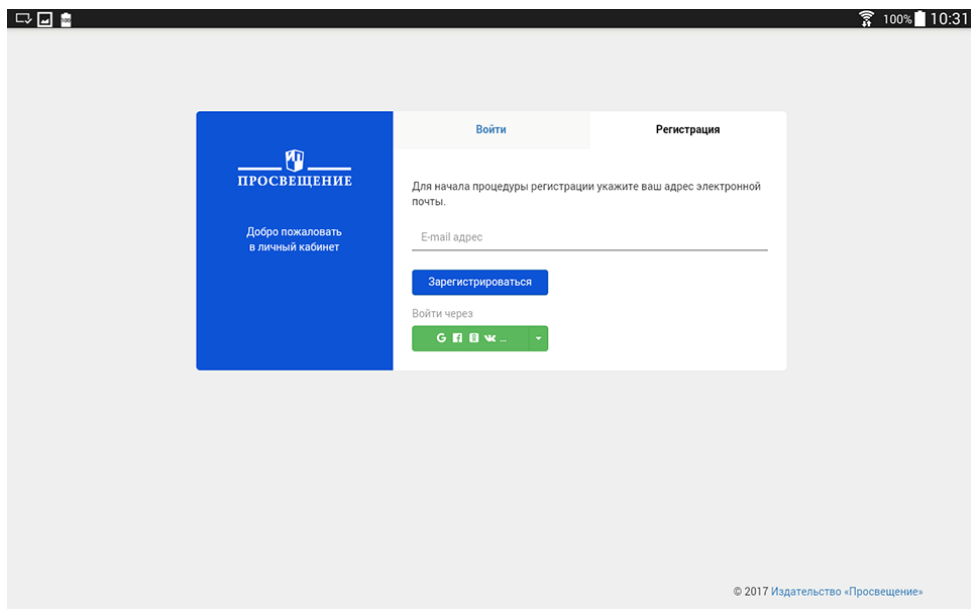 100% 10:31
Войти
Регистрация
ПРОСВЕЩЕНИЕ
Добро пожаловать
в личный кабинет
Для начала процедуры регистрации укажите ваш адрес электронной
почты.
E-mail адрес
Зарегистрироваться
Войти через
© 2017 Издательство «Просвещение»